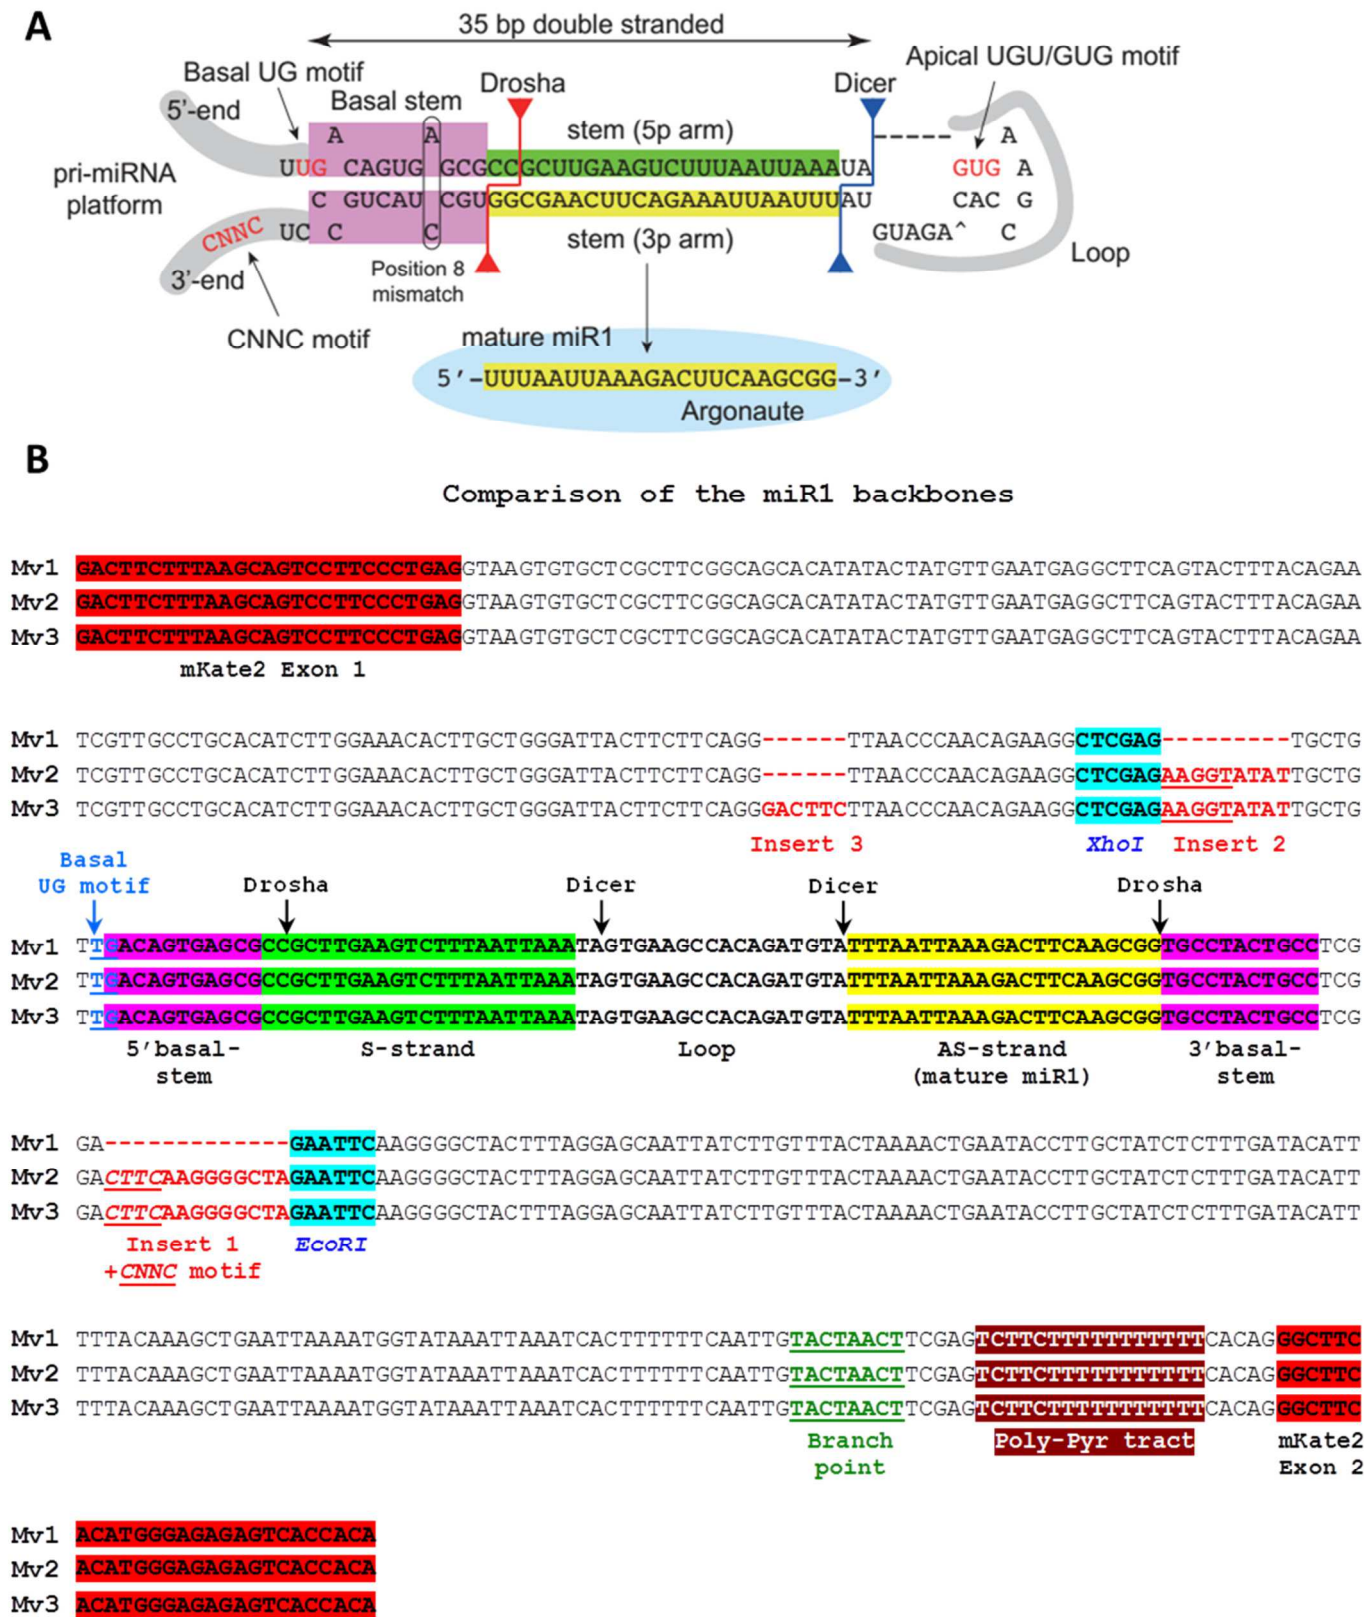 A
35 bp double stranded
Apical UGU/GUG motif
Basal UG motif
Drosha
Dicer
5'-end
Basal stem
stem (5p arm)
A A A
pri-miRNA platform
UUG CAGUG GCGCCGCUUGAAGUCUUUAAUUAAAUA GUG A
C GUCAU CGUGGCGAACUUCAGAAAUUAAUUUAU CAC G
CNNC UC C C GUAGA^ C
stem (3p arm)
Loop
3'-end
Position 8 mismatch
CNNC motif
mature miR1
5'-UUUAAUUAAAGACUUCAAGCGG-3'
Argonaute
B
Comparison of the miR1 backbones
Mv1 GACTTCTTTAAGCAGTCCTTCCCTGAGGTAAGTGTGCTCGCTTCGGCAGCACATATACTATGTTGAATGAGGCTTCAGTACTTTACAGAA
Mv2 GACTTCTTTAAGCAGTCCTTCCCTGAGGTAAGTGTGCTCGCTTCGGCAGCACATATACTATGTTGAATGAGGCTTCAGTACTTTACAGAA
Mv3 GACTTCTTTAAGCAGTCCTTCCCTGAGGTAAGTGTGCTCGCTTCGGCAGCACATATACTATGTTGAATGAGGCTTCAGTACTTTACAGAA
mKate2 Exon 1
Mv1 TCGTTGCCTGCACATCTTGGAAACACTTGCTGGGATTACTTCTTCAGG------TTAACCCAACAGAAGGCTCGAG---------TGCTG
Mv2 TCGTTGCCTGCACATCTTGGAAACACTTGCTGGGATTACTTCTTCAGG------TTAACCCAACAGAAGGCTCGAGAAGGTATATTGCTG
Mv3 TCGTTGCCTGCACATCTTGGAAACACTTGCTGGGATTACTTCTTCAGGGACTTCTTAACCCAACAGAAGGCTCGAGAAGGTATATTGCTG
Insert 3 XhoI Insert 2
Basal UG motif
Drosha Dicer Dicer Drosha
Mv1 TTGACAGTGAGCGCCGCTTGAAGTCTTTAATTAAATAGTGAAGCCACAGATGTATTTAATTAAAGACTTCAAGCGGTGCCTACTGCCTCG
Mv2 TTGACAGTGAGCGCCGCTTGAAGTCTTTAATTAAATAGTGAAGCCACAGATGTATTTAATTAAAGACTTCAAGCGGTGCCTACTGCCTCG
Mv3 TTGACAGTGAGCGCCGCTTGAAGTCTTTAATTAAATAGTGAAGCCACAGATGTATTTAATTAAAGACTTCAAGCGGTGCCTACTGCCTCG
5'basal- S-strand Loop AS-strand 3'basal-
stem (mature miR1) stem
Mv1 GA-------------GAATTCAAGGGGCTACTTTAGGAGCAATTATCTTGTTTACTAAAACTGAATACCTTGCTATCTCTTTGATACATT
Mv2 GACTTCAAGGGGCTAGAATTCAAGGGGCTACTTTAGGAGCAATTATCTTGTTTACTAAAACTGAATACCTTGCTATCTCTTTGATACATT
Mv3 GACTTCAAGGGGCTAGAATTCAAGGGGCTACTTTAGGAGCAATTATCTTGTTTACTAAAACTGAATACCTTGCTATCTCTTTGATACATT
Insert 1 EcoRI
+CNNC motif
Mv1 TTTACAAAGCTGAATTAAAATGGTATAAATTAAATCACTTTTTTCAATTGTACTAACTTCGAGTCTTCTTTTTTTTTTTCACAGGGCTTC
Mv2 TTTACAAAGCTGAATTAAAATGGTATAAATTAAATCACTTTTTTCAATTGTACTAACTTCGAGTCTTCTTTTTTTTTTTCACAGGGCTTC
Mv3 TTTACAAAGCTGAATTAAAATGGTATAAATTAAATCACTTTTTTCAATTGTACTAACTTCGAGTCTTCTTTTTTTTTTTCACAGGGCTTC
Branch Poly-Pyr tract mKate2
point Exon 2
Mv1 ACATGGGAGAGAGTCACCACA
Mv2 ACATGGGAGAGAGTCACCACA
Mv3 ACATGGGAGAGAGTCACCACA